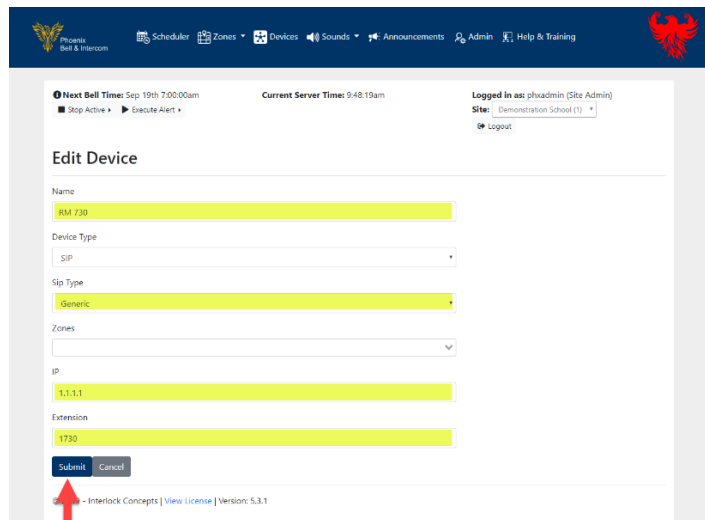 Phoenix
Bell & Intercom
Scheduler Zones Devices Sounds Announcements Admin Help & Training
Next Bell Time: Sep 19th 7:00:00am Current Server Time: 9:48:19am Logged in as: phxadmin (Site Admin)
Stop Active Execute Alert Site: Demonstration School (1)
Logout
Edit Device
Name
RM 730
Device Type
SIP
Sip Type
Generic
Zones
IP
1.1.1.1
Extension
1730
Submit Cancel
- Interlock Concepts | View License | Version: 5.3.1